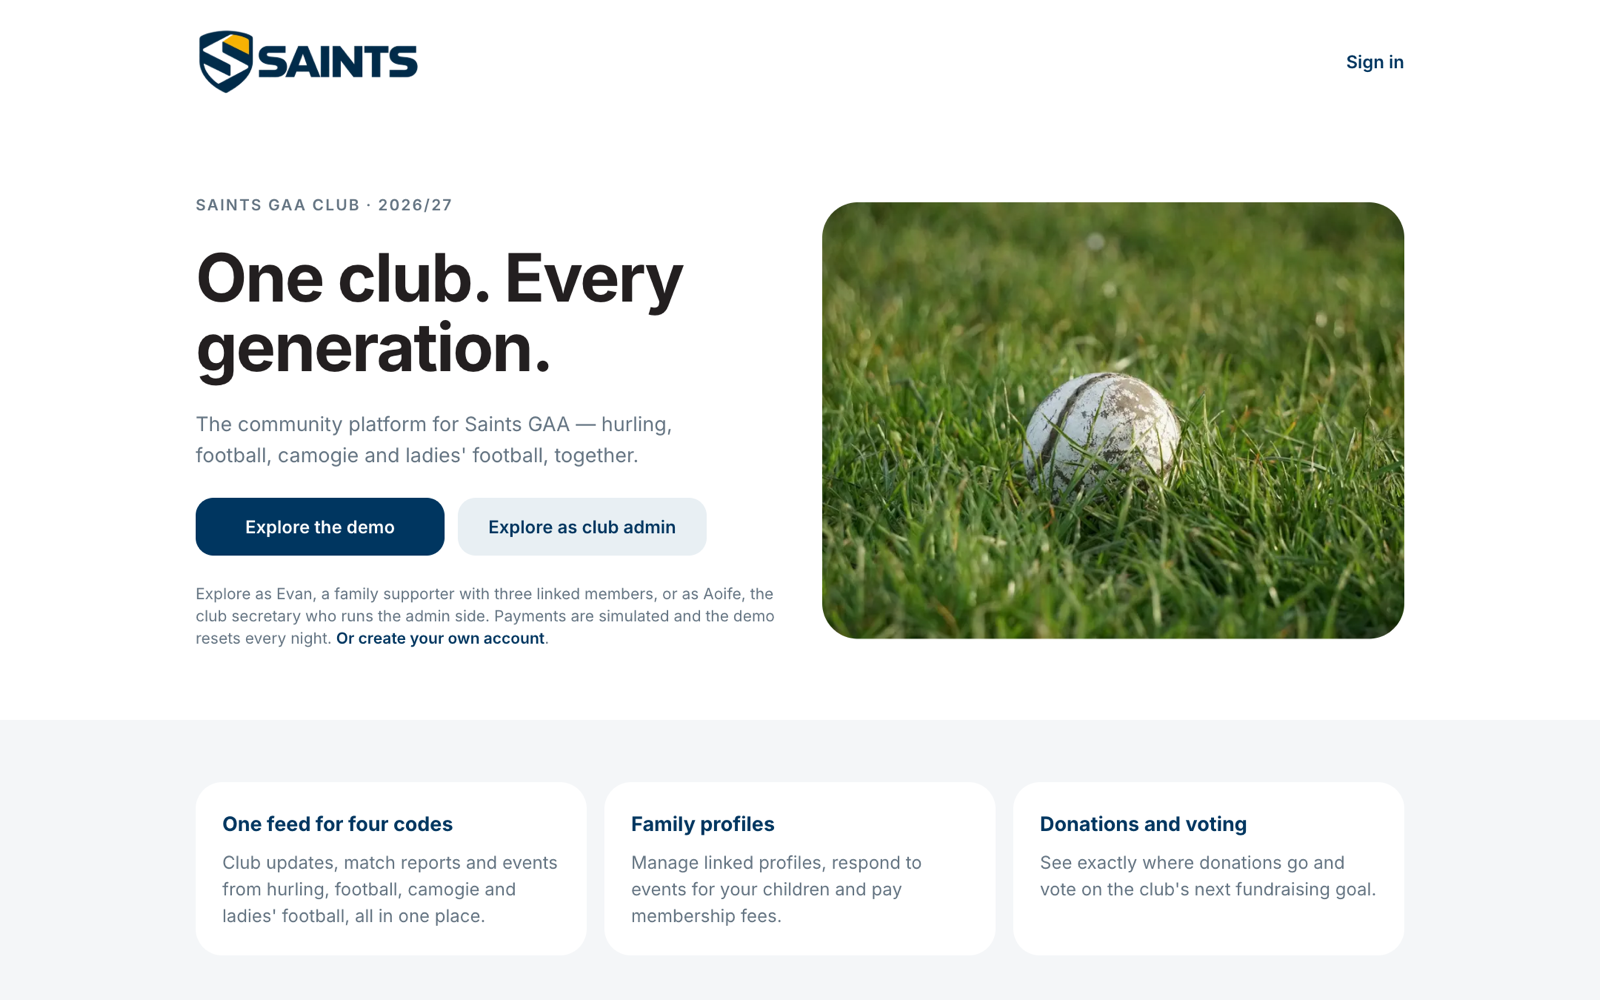 SAINTS
Sign in
SAINTS GAA CLUB · 2026/27
One club. Every
generation.
The community platform for Saints GAA — hurling,
football, camogie and ladies' football, together.
Explore the demo
Explore as club admin
Explore as Evan, a family supporter with three linked members, or as Aoife, the
club secretary who runs the admin side. Payments are simulated and the demo
resets every night. Or create your own account.
One feed for four codes
Club updates, match reports and events
from hurling, football, camogie and
ladies' football, all in one place.
Family profiles
Manage linked profiles, respond to
events for your children and pay
membership fees.
Donations and voting
See exactly where donations go and
vote on the club's next fundraising goal.